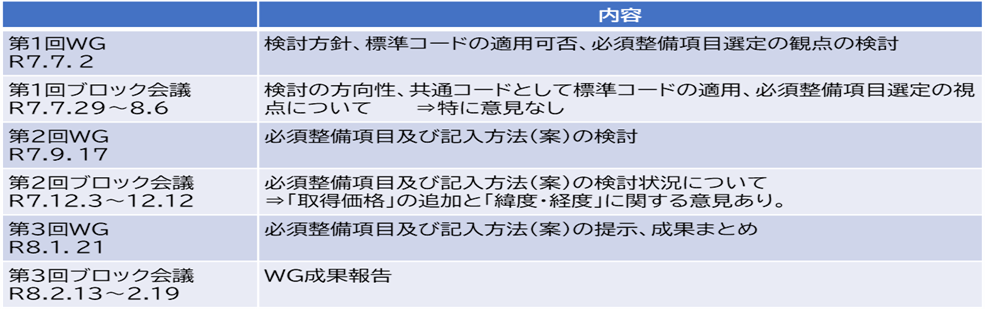 内容
第1回WG
R7.7.2
検討方針、標準コードの適用可否、必須整備項目選定の観点の検討
第1回ブロック会議
R7.7.29～8.6
検討の方向性、共通コードとして標準コードの適用、必須整備項目選定の視
点について　　⇒特に意見なし
第2回WG
R7.9.17
必須整備項目及び記入方法（案）の検討
第2回ブロック会議
R7.12.3～12.12
必須整備項目及び記入方法（案）の検討状況について
⇒「取得価格」の追加と「緯度・経度」に関する意見あり。
第3回WG
R8.1.21
必須整備項目及び記入方法（案）の提示、成果まとめ
第3回ブロック会議
R8.2.13～2.19
WG成果報告